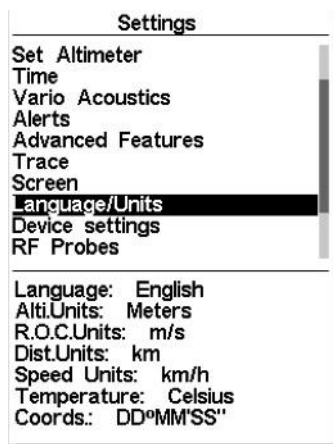 Settings
Set Altimeter
Time
Vario Acoustics
Alerts
Advanced Features
Trace
Screen
Language/Units
Device settings
RF Probes
Language: English
Alti.Units: Meters
R.O.C.Units: m/s
Dist.Units: km
Speed Units: km/h
Temperature: Celsius
Coords.: DDºMM'SS"